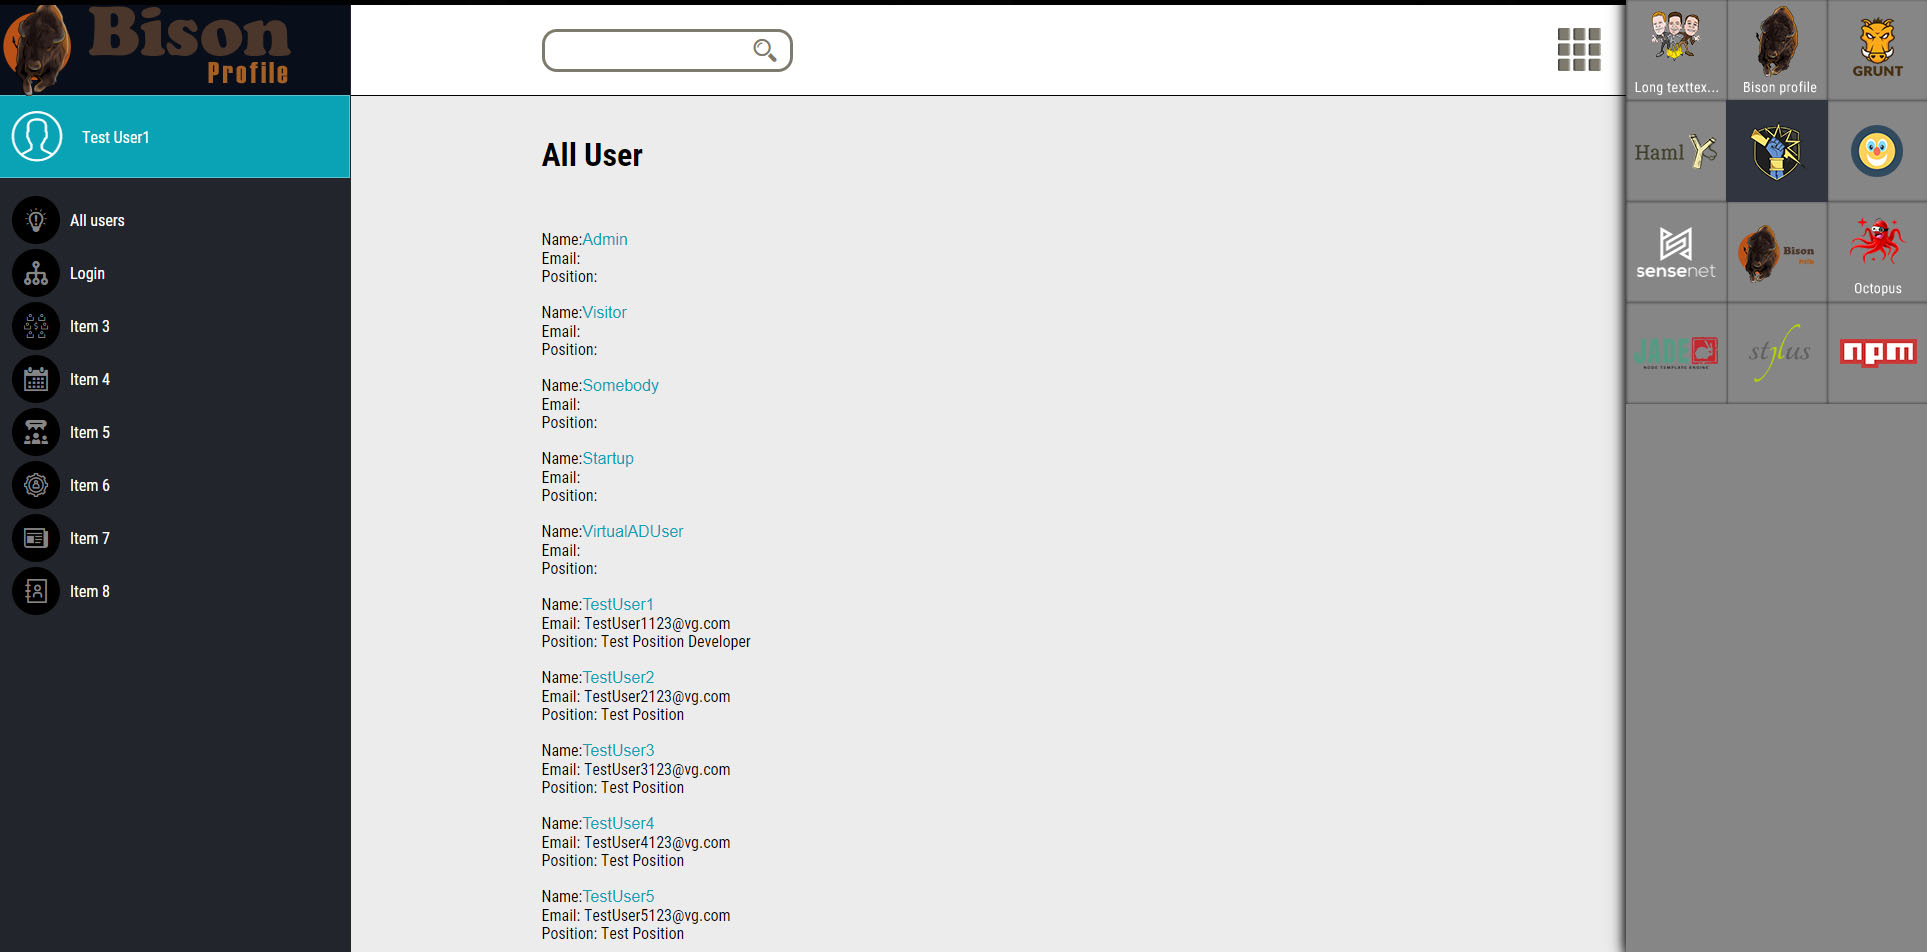 Bison
Profile
Test User1
All users
Login
Item 3
Item 4
Item 5
Item 6
Item 7
Item 8
All User
Name:Admin
Email:
Position:
Name:Visitor
Email:
Position:
Name:Somebody
Email:
Position:
Name:Startup
Email:
Position:
Name:VirtualADUser
Email:
Position:
Name:TestUser1
Email: TestUser1123@vg.com
Position: Test Position Developer
Name:TestUser2
Email: TestUser2123@vg.com
Position: Test Position
Name:TestUser3
Email: TestUser3123@vg.com
Position: Test Position
Name:TestUser4
Email: TestUser4123@vg.com
Position: Test Position
Name:TestUser5
Email: TestUser5123@vg.com
Position: Test Position
Long texttex...
Bison profile
GRUNT
Haml
sensenet
Bison
Profile
Octopus
JADE
NODE TEMPLATE ENGINE
stylus
npm